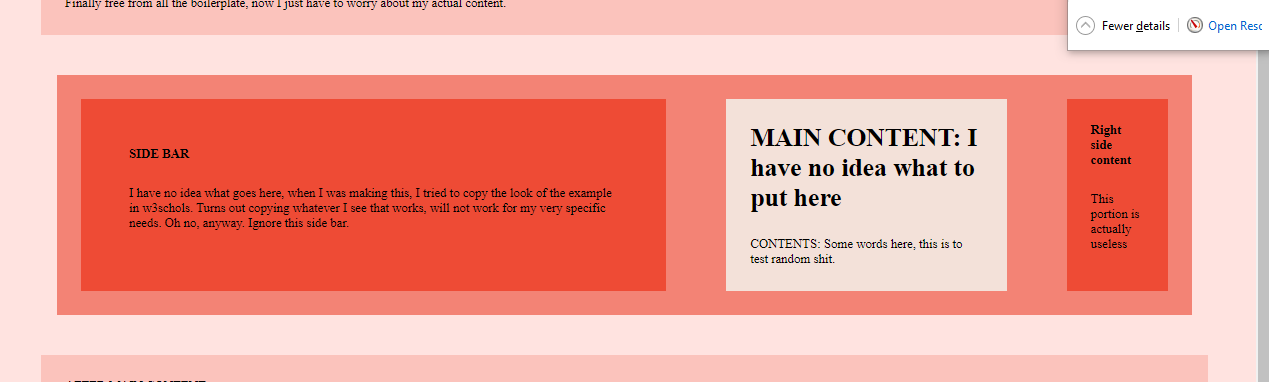 Finally free from all the boilerplate, now I just have to worry about my actual content.
Fewer details
Open Resc
SIDE BAR
I have no idea what goes here, when I was making this, I tried to copy the look of the example
in w3schols. Turns out copying whatever I see that works, will not work for my very specific
needs. Oh no, anyway. Ignore this side bar.
MAIN CONTENT: I
have no idea what to
put here
CONTENTS: Some words here, this is to
test random shit.
Right
side
content
This
portion is
actually
useless